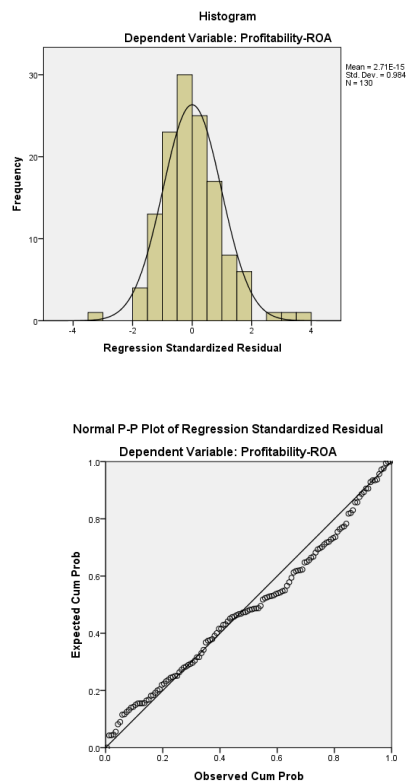 Histogram
Dependent Variable: Profitability-ROA
Mean = 2.71E-15
Std. Dev. = 0.984
N = 130
30
20
10
0
Frequency
-4 -2 0 2 4
Regression Standardized Residual
Normal P-P Plot of Regression Standardized Residual
Dependent Variable: Profitability-ROA
1.0
0.8
0.6
0.4
0.2
0.0
Expected Cum Prob
0.0 0.2 0.4 0.6 0.8 1.0
Observed Cum Prob